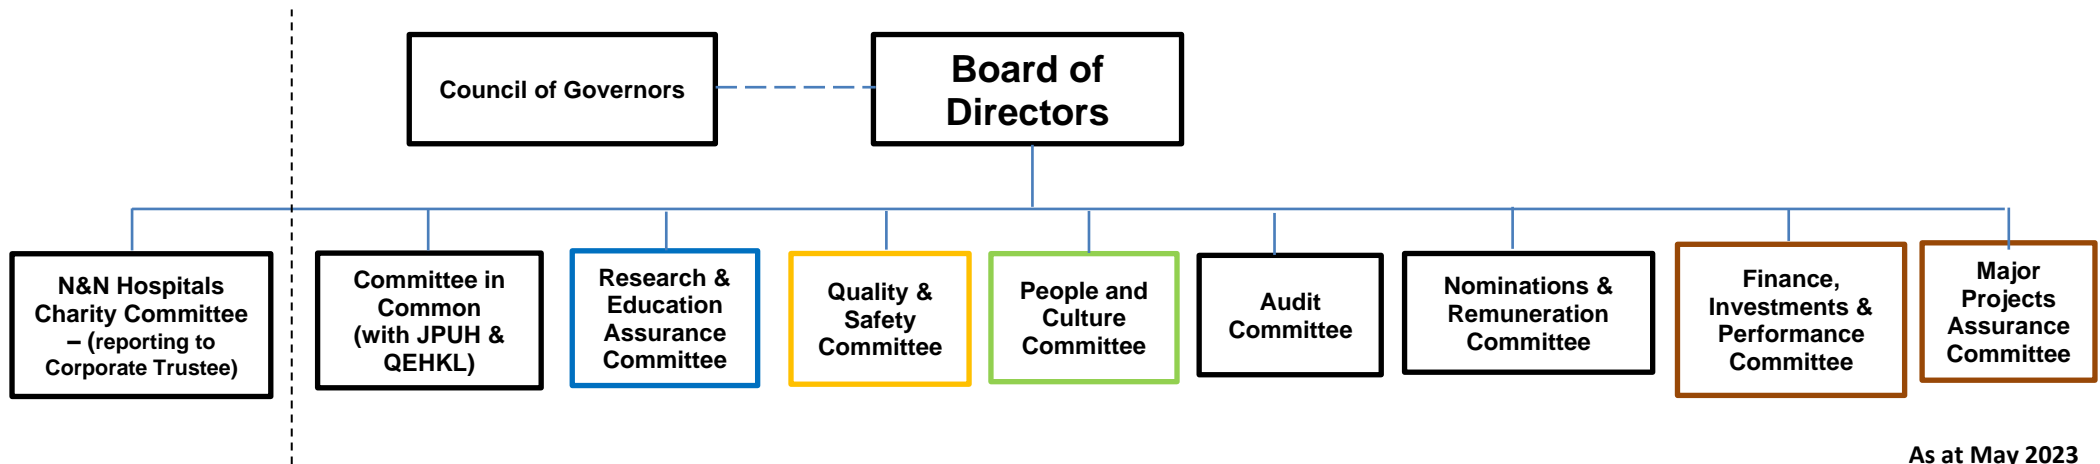 Council of Governors
Board of
Directors
N&N Hospitals
Charity Committee
– (reporting to
Corporate Trustee)
Committee in
Common
(with JPUH &
QEHKL)
Research &
Education
Assurance
Committee
Quality &
Safety
Committee
People and
Culture
Committee
Audit
Committee
Nominations &
Remuneration
Committee
Finance,
Investments &
Performance
Committee
Major
Projects
Assurance
Committee
As at May 2023